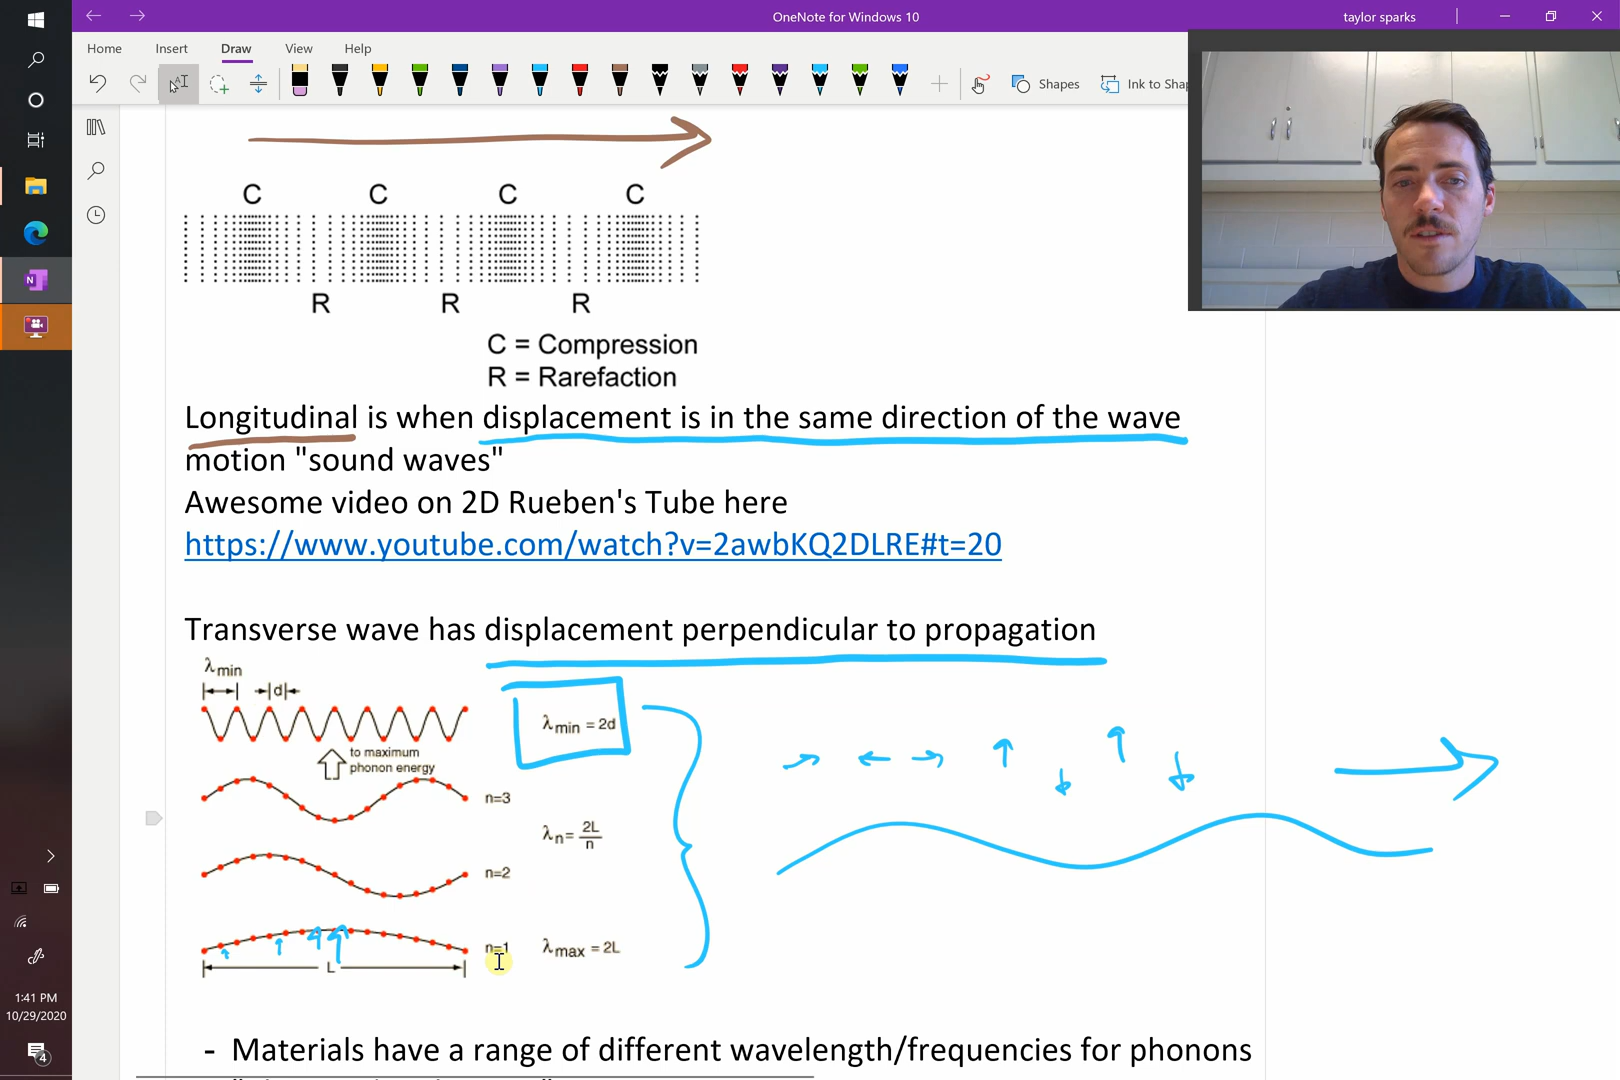 OneNote for Windows 10
taylor sparks
Home Insert Draw View Help
Shapes
Ink to Shap
C C C C
R R R
C = Compression
R = Rarefaction
Longitudinal is when displacement is in the same direction of the wave
motion "sound waves"
Awesome video on 2D Rueben's Tube here
https://www.youtube.com/watch?v=2awbKQ2DLRE#t=20
Transverse wave has displacement perpendicular to propagation
λmin
d
λmin = 2d
to maximum
phonon energy
n=3
λn= 2L/n
n=2
n=1
λmax = 2L
L
- Materials have a range of different wavelength/frequencies for phonons
1:41 PM
10/29/2020
4